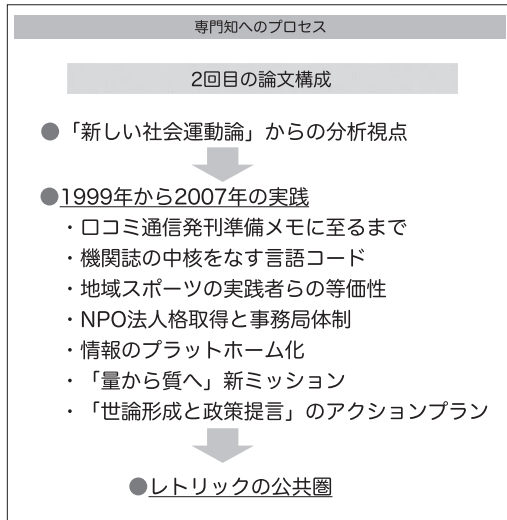 専門知へのプロセス
2回目の論文構成
●「新しい社会運動論」からの分析視点
●1999年から2007年の実践
・口コミ通信発刊準備メモに至るまで
・機関誌の中核をなす言語コード
・地域スポーツの実践者らの等価性
・NPO法人格取得と事務局体制
・情報のプラットホーム化
・「量から質へ」新ミッション
・「世論形成と政策提言」のアクションプラン
●レトリックの公共圏